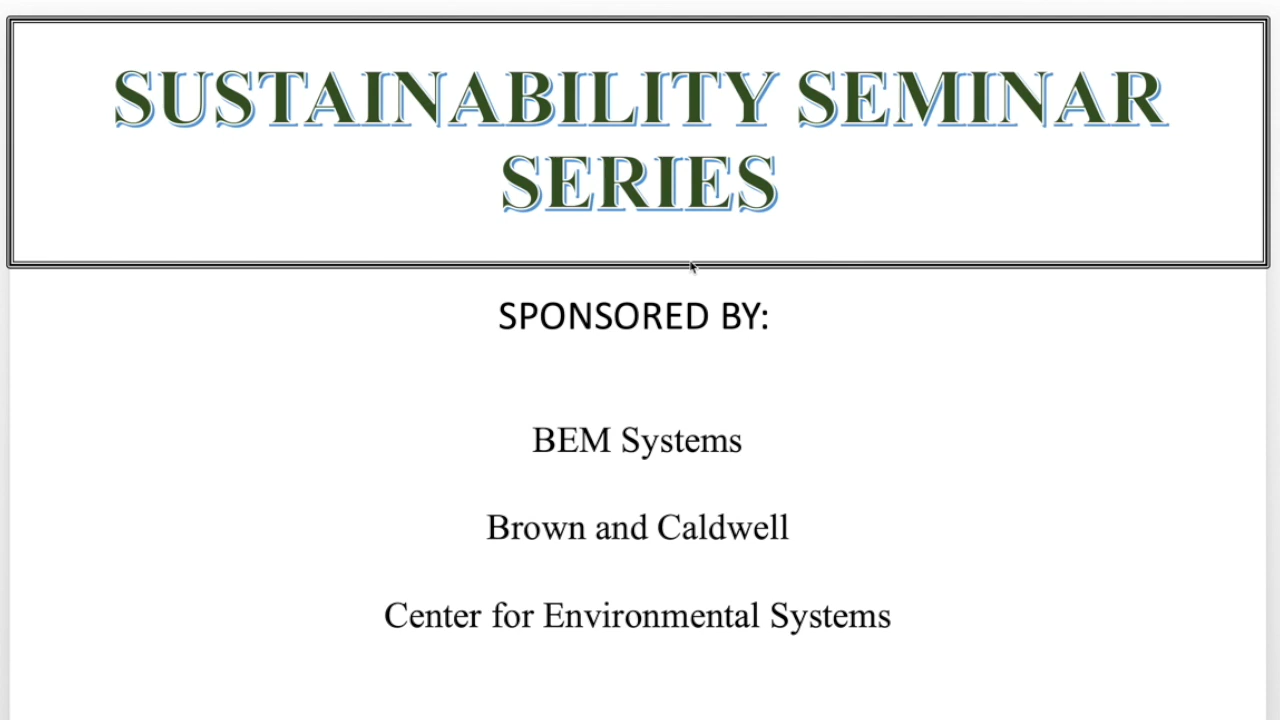 SUSTAINABILITY SEMINAR
SERIES
SPONSORED BY:
BEM Systems
Brown and Caldwell
Center for Environmental Systems